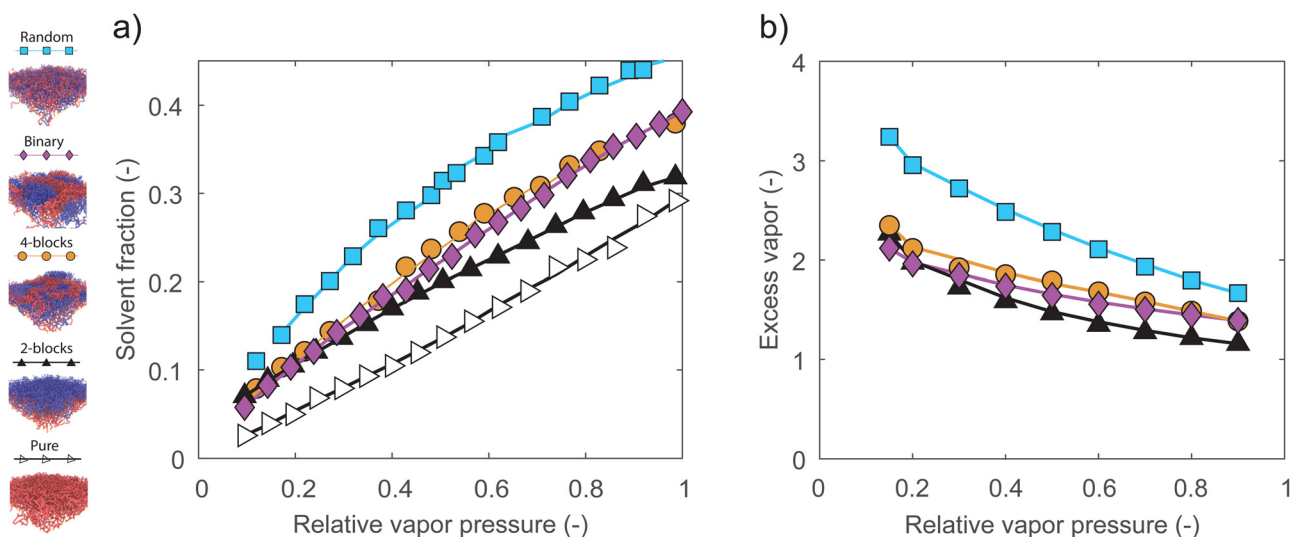 Random
Binary
4-blocks
2-blocks
Pure
a)
Solvent fraction (-)
0.4
0.3
0.2
0.1
0
0 0.2 0.4 0.6 0.8 1
Relative vapor pressure (-)
b)
Excess vapor (-)
4
3
2
1
0
0 0.2 0.4 0.6 0.8 1
Relative vapor pressure (-)